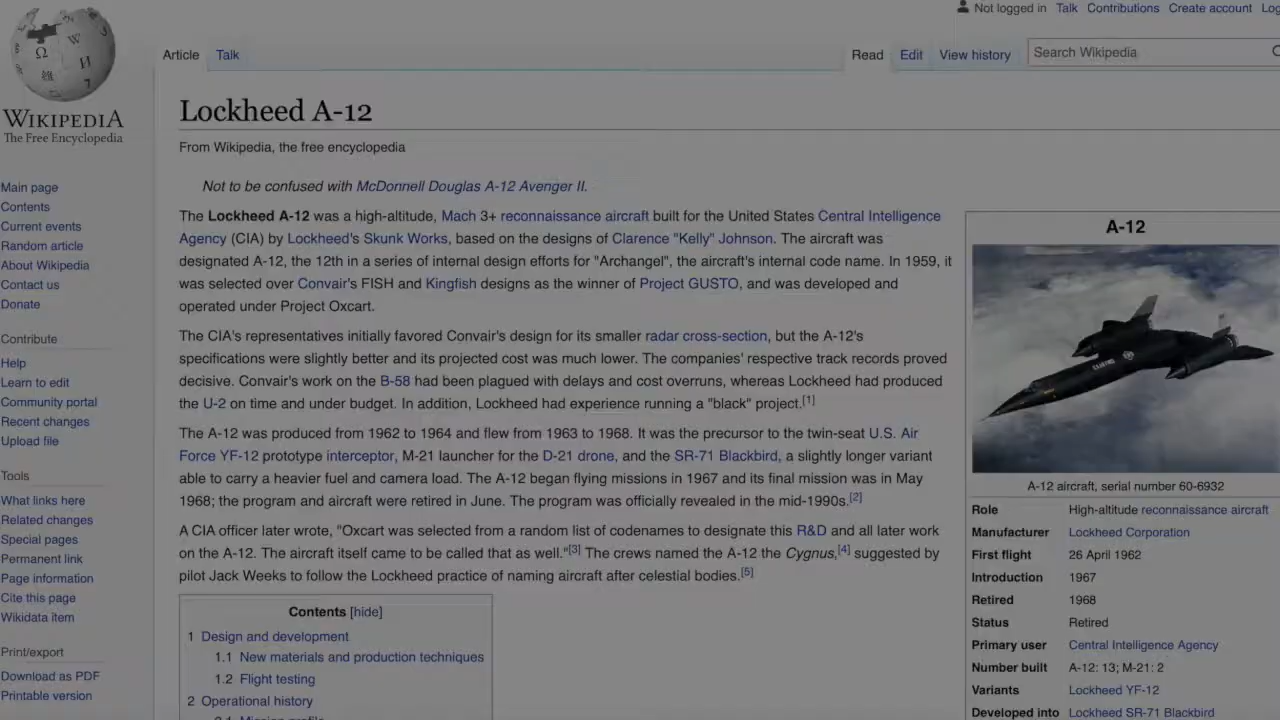 Not logged in Talk Contributions Create account Log
Article Talk Read Edit View history Search Wikipedia
WIKIPEDIA
The Free Encyclopedia
Main page
Contents
Current events
Random article
About Wikipedia
Contact us
Donate
Contribute
Help
Learn to edit
Community portal
Recent changes
Upload file
Tools
What links here
Related changes
Special pages
Permanent link
Page information
Cite this page
Wikidata item
Print/export
Download as PDF
Printable version
Lockheed A-12
From Wikipedia, the free encyclopedia
Not to be confused with McDonnell Douglas A-12 Avenger II.
The Lockheed A-12 was a high-altitude, Mach 3+ reconnaissance aircraft built for the United States Central Intelligence
Agency (CIA) by Lockheed's Skunk Works, based on the designs of Clarence "Kelly" Johnson. The aircraft was
designated A-12, the 12th in a series of internal design efforts for "Archangel", the aircraft's internal code name. In 1959, it
was selected over Convair's FISH and Kingfish designs as the winner of Project GUSTO, and was developed and
operated under Project Oxcart.
The CIA's representatives initially favored Convair's design for its smaller radar cross-section, but the A-12's
specifications were slightly better and its projected cost was much lower. The companies' respective track records proved
decisive. Convair's work on the B-58 had been plagued with delays and cost overruns, whereas Lockheed had produced
the U-2 on time and under budget. In addition, Lockheed had experience running a "black" project.[1]
The A-12 was produced from 1962 to 1964 and flew from 1963 to 1968. It was the precursor to the twin-seat U.S. Air
Force YF-12 prototype interceptor, M-21 launcher for the D-21 drone, and the SR-71 Blackbird, a slightly longer variant
able to carry a heavier fuel and camera load. The A-12 began flying missions in 1967 and its final mission was in May
1968; the program and aircraft were retired in June. The program was officially revealed in the mid-1990s.[2]
A CIA officer later wrote, "Oxcart was selected from a random list of codenames to designate this R&D and all later work
on the A-12. The aircraft itself came to be called that as well."[3] The crews named the A-12 the Cygnus,[4] suggested by
pilot Jack Weeks to follow the Lockheed practice of naming aircraft after celestial bodies.[5]
Contents [hide]
1 Design and development
1.1 New materials and production techniques
1.2 Flight testing
2 Operational history
2.1 Mission profile
A-12
A-12 aircraft, serial number 60-6932
Role High-altitude reconnaissance aircraft
Manufacturer Lockheed Corporation
First flight 26 April 1962
Introduction 1967
Retired 1968
Status Retired
Primary user Central Intelligence Agency
Number built A-12: 13; M-21: 2
Variants Lockheed YF-12
Developed into Lockheed SR-71 Blackbird